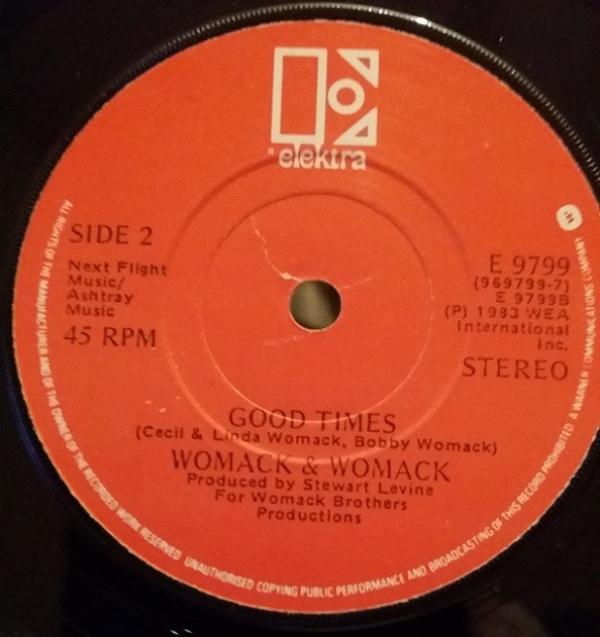 elektra
SIDE 2
Next Flight
Music/
Ashtray
Music
45 RPM
E 9799
(969799-7)
E 9799B
(P) 1983 WEA
International
Inc.
STEREO
GOOD TIMES
(Cecil & Linda Womack, Bobby Womack)
WOMACK & WOMACK
Produced by Stewart Levine
For Womack Brothers
Productions
ALL RIGHTS OF THE MANUFACTURER AND OF THE OWNER OF THE RECORDED WORK RESERVED UNAUTHORISED COPYING PUBLIC PERFORMANCE AND BROADCASTING OF THIS RECORD PROHIBITED A WARNER COMMUNICATIONS COMPANY